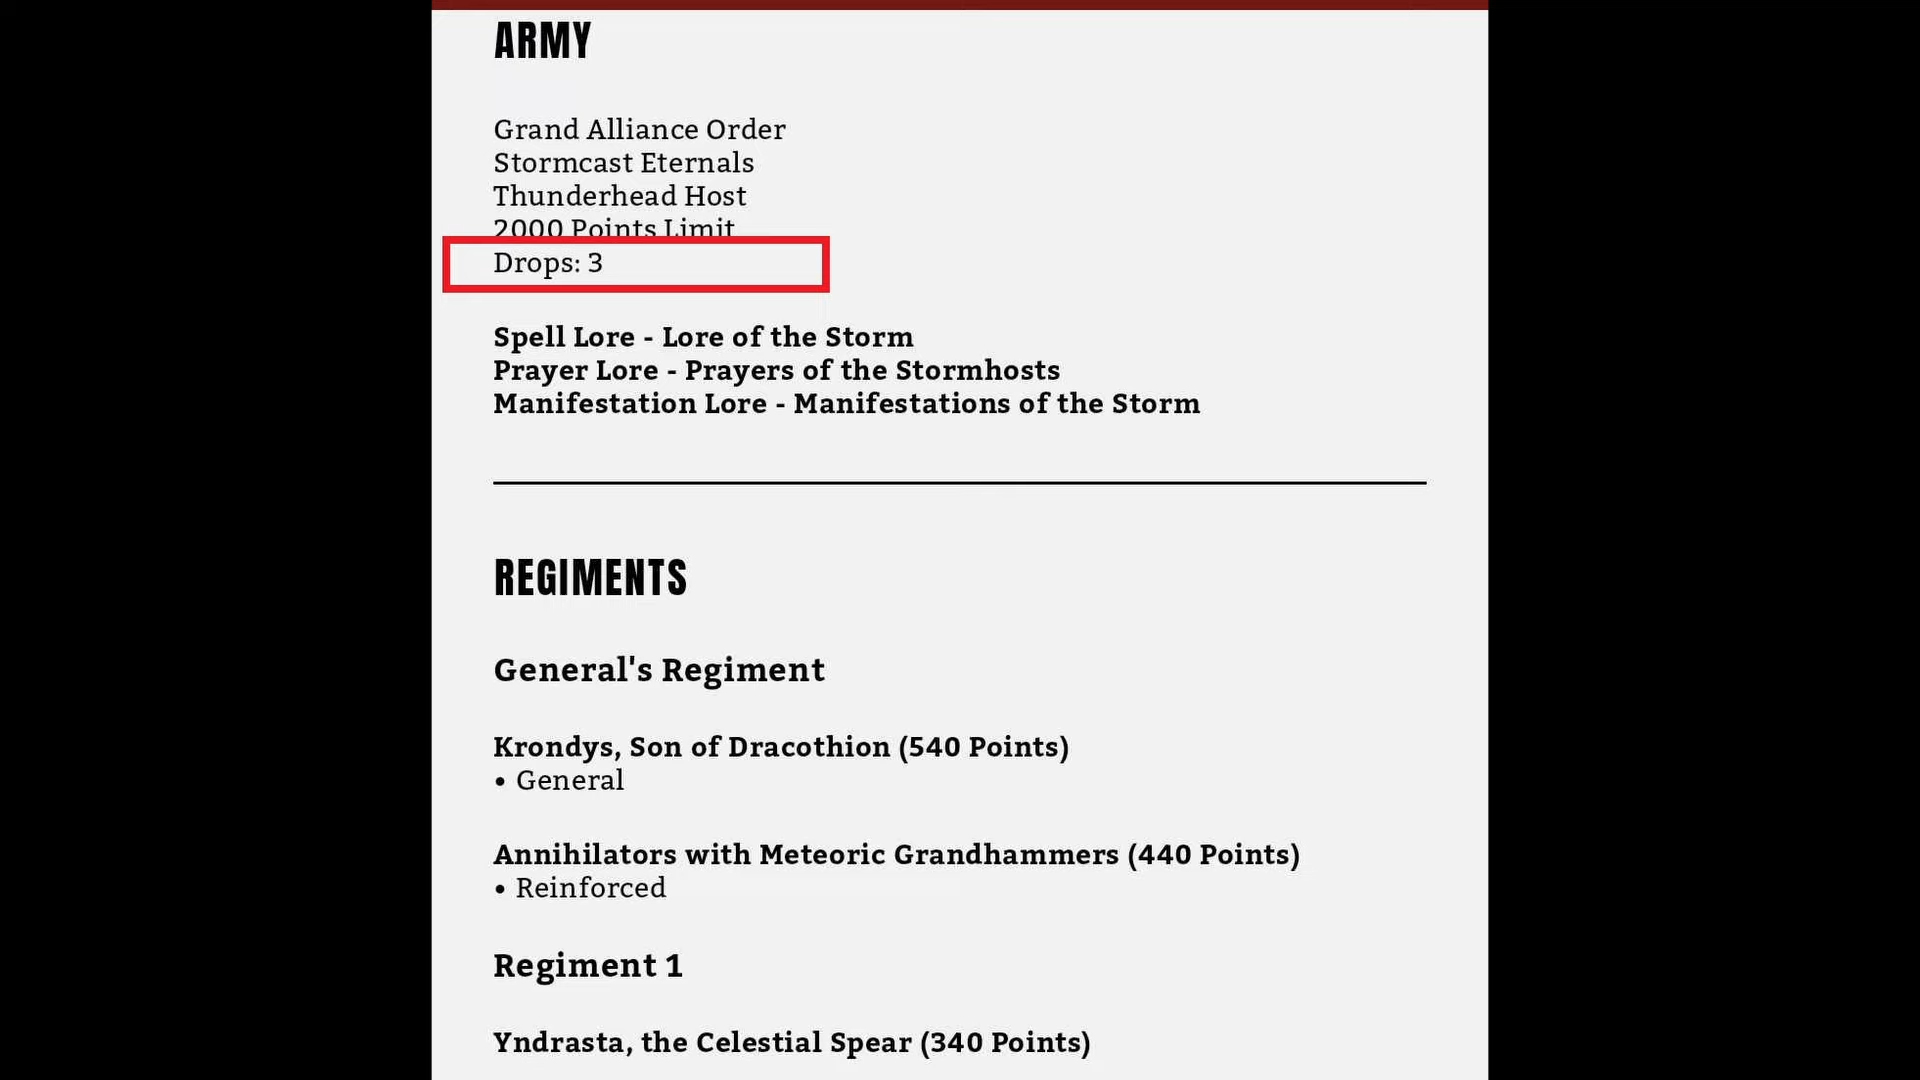 ARMY
Grand Alliance Order
Stormcast Eternals
Thunderhead Host
2000 Points Limit
Drops: 3
Spell Lore - Lore of the Storm
Prayer Lore - Prayers of the Stormhosts
Manifestation Lore - Manifestations of the Storm
REGIMENTS
General's Regiment
Krondys, Son of Dracothion (540 Points)
• General
Annihilators with Meteoric Grandhammers (440 Points)
• Reinforced
Regiment 1
Yndrasta, the Celestial Spear (340 Points)